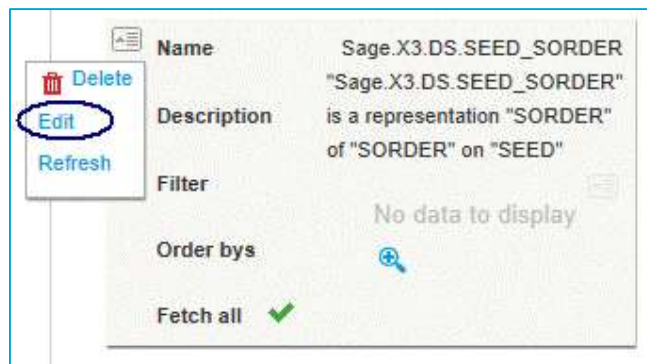 Name
Sage.X3.DS.SEED_SORDER
Delete
Edit
Refresh
Description
"Sage.X3.DS.SEED_SORDER"
is a representation "SORDER"
of "SORDER" on "SEED"
Filter
No data to display
Order bys
Fetch all